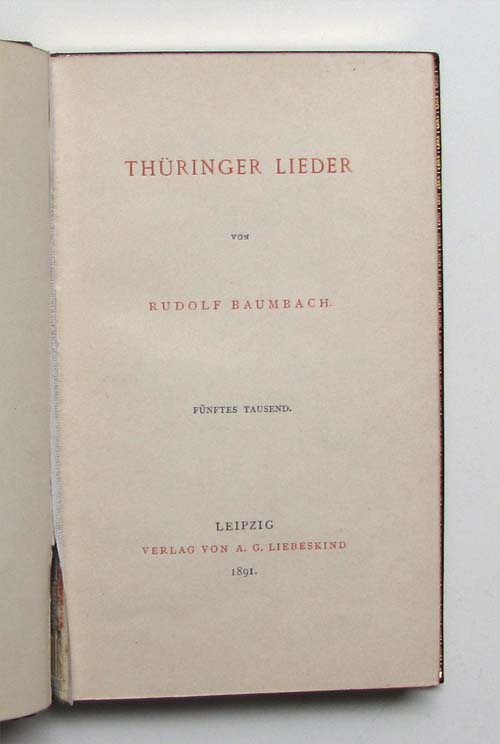 THÜRINGER LIEDER
VON
RUDOLF BAUMBACH.
FÜNFTES TAUSEND.
LEIPZIG
VERLAG VON A. G. LIEBESKIND
1891.